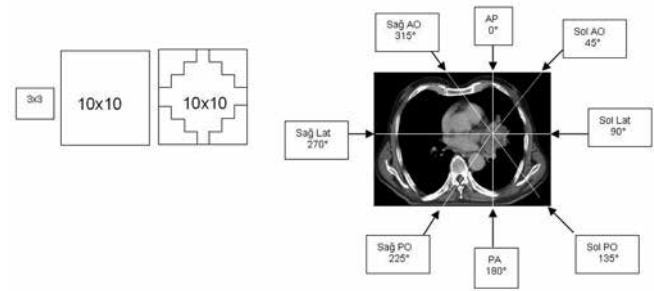 3x3
10x10
10x10
Sağ AO
315°
AP
0°
Sol AO
45°
Sağ Lat
270°
Sol Lat
90°
Sağ PO
225°
PA
180°
Sol PO
135°